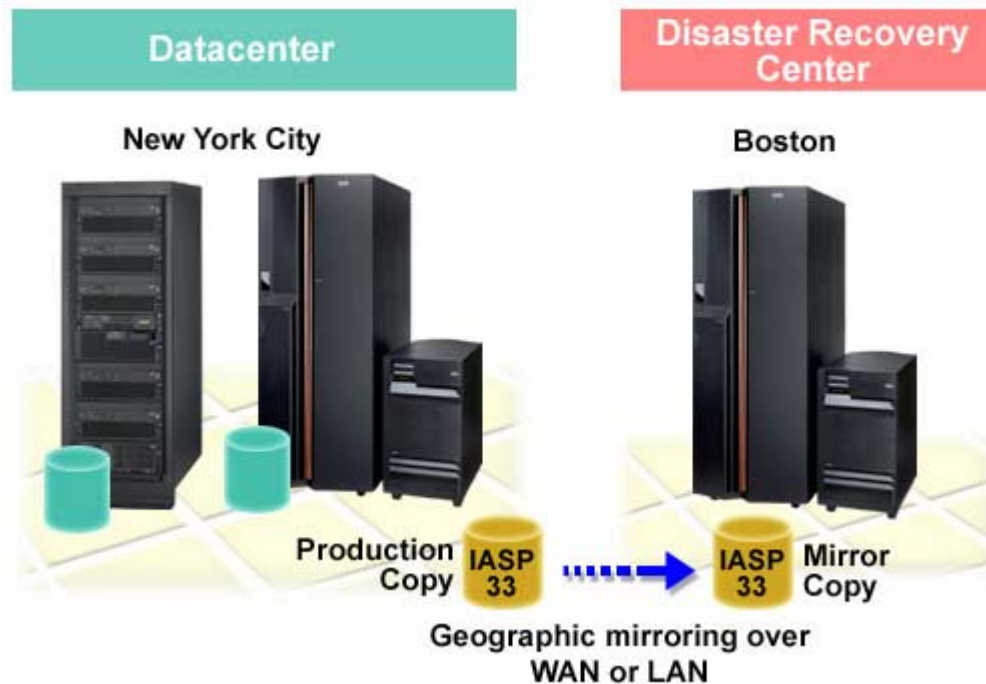 Datacenter
Disaster Recovery
Center
New York City
Boston
Production
Copy
IASP
33
IASP
33
Mirror
Copy
Geographic mirroring over
WAN or LAN